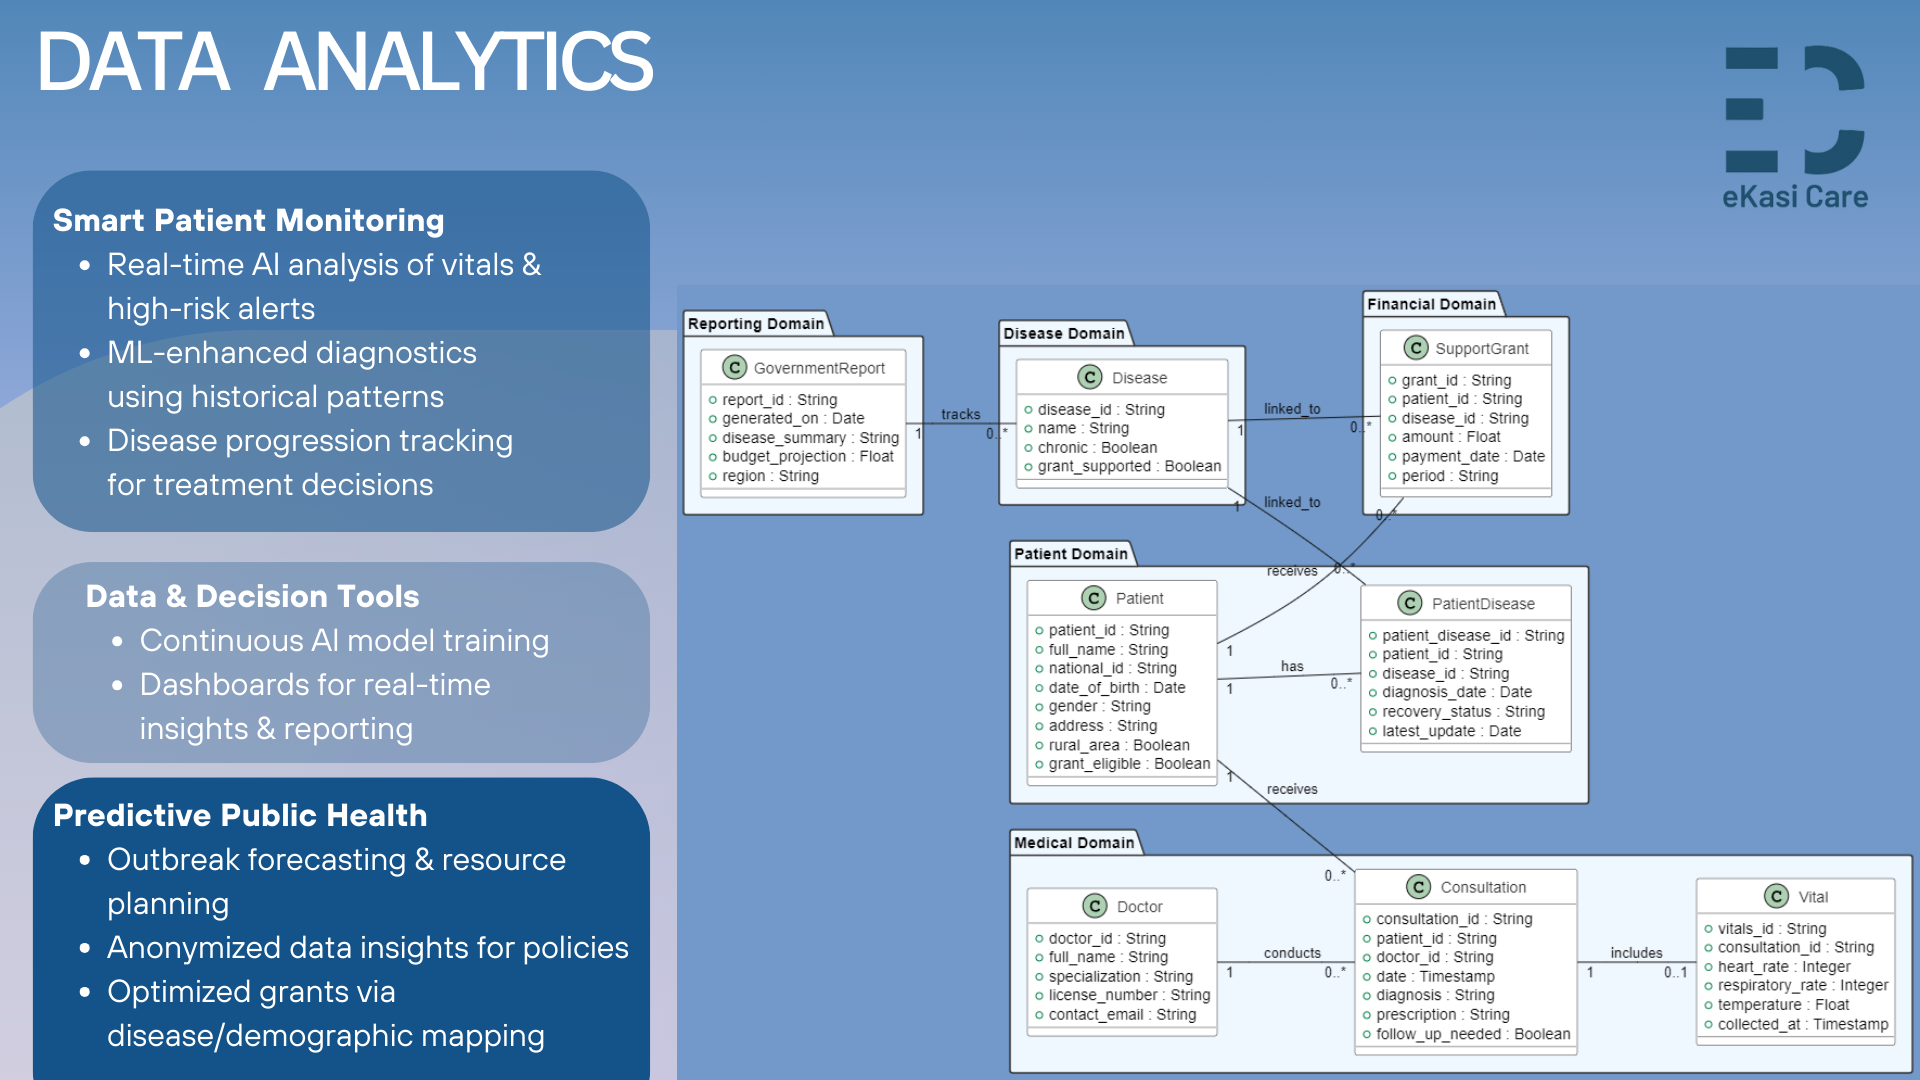 DATA ANALYTICS
eKasi Care
Smart Patient Monitoring
• Real-time AI analysis of vitals &
high-risk alerts
• ML-enhanced diagnostics
using historical patterns
• Disease progression tracking
for treatment decisions
Data & Decision Tools
• Continuous AI model training
• Dashboards for real-time
insights & reporting
Predictive Public Health
• Outbreak forecasting & resource
planning
• Anonymized data insights for policies
• Optimized grants via
disease/demographic mapping
Reporting Domain
C GovernmentReport
report_id : String
generated_on : Date
disease_summary : String
budget_projection : Float
region : String
tracks
1
0..*
Disease Domain
C Disease
disease_id : String
name : String
chronic : Boolean
grant_supported : Boolean
linked_to
1
0..*
Financial Domain
C SupportGrant
grant_id : String
patient_id : String
disease_id : String
amount : Float
payment_date : Date
period : String
linked_to
1
0..*
receives
0..*
1
Patient Domain
C Patient
patient_id : String
full_name : String
national_id : String
date_of_birth : Date
gender : String
address : String
rural_area : Boolean
grant_eligible : Boolean
has
1
0..*
C PatientDisease
patient_disease_id : String
patient_id : String
disease_id : String
diagnosis_date : Date
recovery_status : String
latest_update : Date
1
receives
0..*
Medical Domain
C Doctor
doctor_id : String
full_name : String
specialization : String
license_number : String
contact_email : String
conducts
1
0..*
C Consultation
consultation_id : String
patient_id : String
doctor_id : String
date : Timestamp
diagnosis : String
prescription : String
follow_up_needed : Boolean
includes
1
0..1
C Vital
vitals_id : String
consultation_id : String
heart_rate : Integer
respiratory_rate : Integer
temperature : Float
collected_at : Timestamp